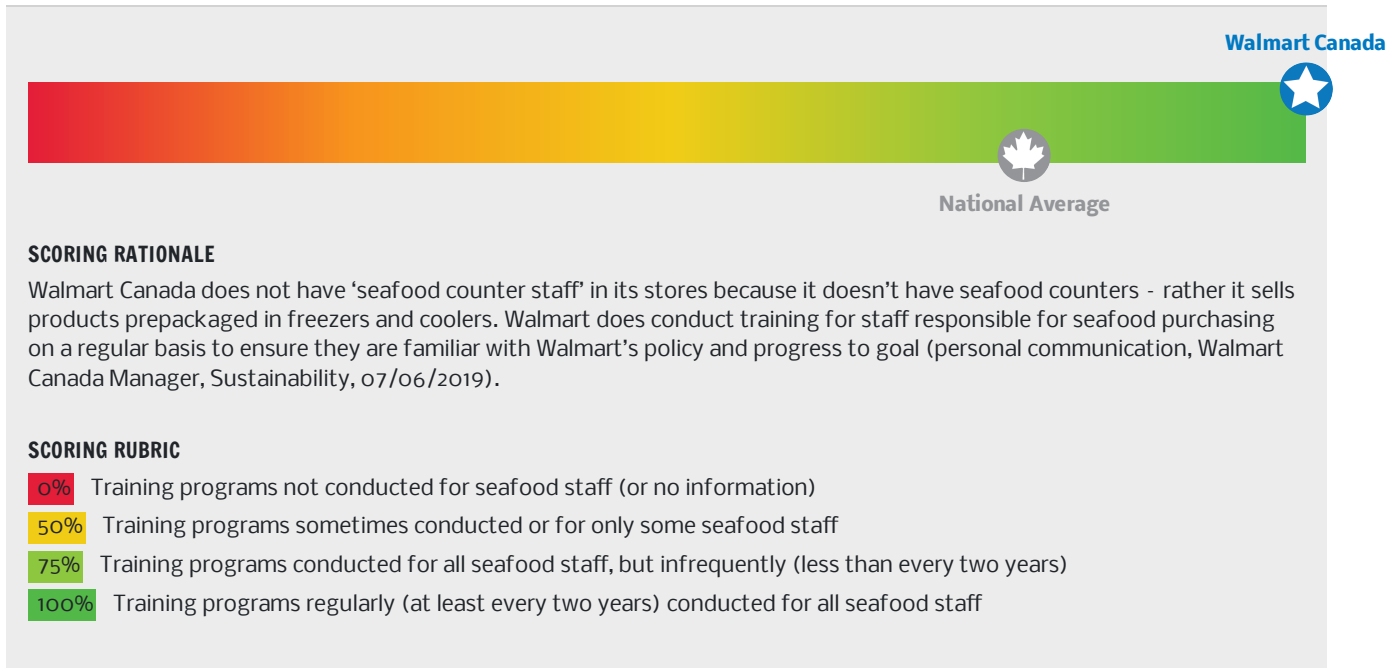 Walmart Canada
National Average
SCORING RATIONALE
Walmart Canada does not have ‘seafood counter staff’ in its stores because it doesn’t have seafood counters - rather it sells
products prepackaged in freezers and coolers. Walmart does conduct training for staff responsible for seafood purchasing
on a regular basis to ensure they are familiar with Walmart’s policy and progress to goal (personal communication, Walmart
Canada Manager, Sustainability, 07/06/2019).
SCORING RUBRIC
0% Training programs not conducted for seafood staff (or no information)
50% Training programs sometimes conducted or for only some seafood staff
75% Training programs conducted for all seafood staff, but infrequently (less than every two years)
100% Training programs regularly (at least every two years) conducted for all seafood staff